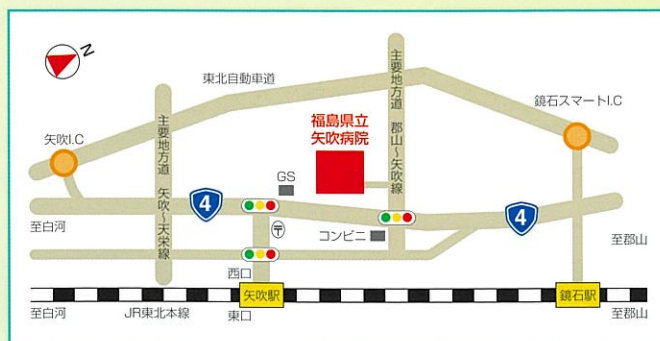 N
東北自動車道
主要地方道 郡山～矢吹線
鏡石スマートI.C
矢吹I.C
主要地方道 矢吹～天栄線
福島県立
矢吹病院
GS
4
4
至白河
〒
コンビニ
至郡山
西口
矢吹駅
鏡石駅
至白河
JR東北本線
東口
至郡山